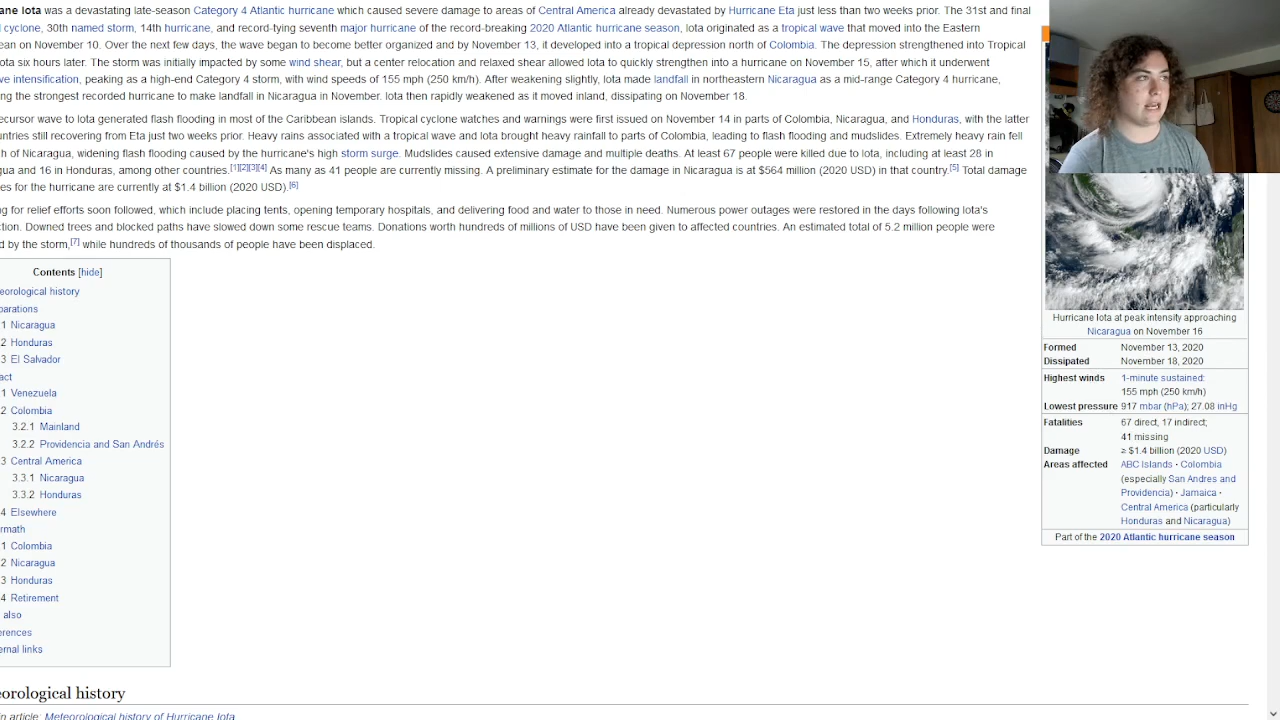 ne Iota was a devastating late-season Category 4 Atlantic hurricane which caused severe damage to areas of Central America already devastated by Hurricane Eta just less than two weeks prior. The 31st and final
cyclone, 30th named storm, 14th hurricane, and record-tying seventh major hurricane of the record-breaking 2020 Atlantic hurricane season, Iota originated as a tropical wave that moved into the Eastern
ean on November 10. Over the next few days, the wave began to become better organized and by November 13, it developed into a tropical depression north of Colombia. The depression strengthened into Tropical
ota six hours later. The storm was initially impacted by some wind shear, but a center relocation and relaxed shear allowed Iota to quickly strengthen into a hurricane on November 15, after which it underwent
ve intensification, peaking as a high-end Category 4 storm, with wind speeds of 155 mph (250 km/h). After weakening slightly, Iota made landfall in northeastern Nicaragua as a mid-range Category 4 hurricane,
ng the strongest recorded hurricane to make landfall in Nicaragua in November. Iota then rapidly weakened as it moved inland, dissipating on November 18.
ecursor wave to Iota generated flash flooding in most of the Caribbean islands. Tropical cyclone watches and warnings were first issued on November 14 in parts of Colombia, Nicaragua, and Honduras, with the latter
untries still recovering from Eta just two weeks prior. Heavy rains associated with a tropical wave and Iota brought heavy rainfall to parts of Colombia, leading to flash flooding and mudslides. Extremely heavy rain fell
h of Nicaragua, widening flash flooding caused by the hurricane's high storm surge. Mudslides caused extensive damage and multiple deaths. At least 67 people were killed due to Iota, including at least 28 in
gua and 16 in Honduras, among other countries.[1][2][3][4] As many as 41 people are currently missing. A preliminary estimate for the damage in Nicaragua is at $564 million (2020 USD) in that country.[5] Total damage
es for the hurricane are currently at $1.4 billion (2020 USD).[6]
ng for relief efforts soon followed, which include placing tents, opening temporary hospitals, and delivering food and water to those in need. Numerous power outages were restored in the days following Iota's
ction. Downed trees and blocked paths have slowed down some rescue teams. Donations worth hundreds of millions of USD have been given to affected countries. An estimated total of 5.2 million people were
d by the storm,[7] while hundreds of thousands of people have been displaced.
Contents [hide]
eorological history
parations
1 Nicaragua
2 Honduras
3 El Salvador
act
1 Venezuela
2 Colombia
3.2.1 Mainland
3.2.2 Providencia and San Andrés
3 Central America
3.3.1 Nicaragua
3.3.2 Honduras
4 Elsewhere
rmath
1 Colombia
2 Nicaragua
3 Honduras
4 Retirement
also
erences
ernal links
Hurricane Iota at peak intensity approaching
Nicaragua on November 16
Formed November 13, 2020
Dissipated November 18, 2020
Highest winds 1-minute sustained:
155 mph (250 km/h)
Lowest pressure 917 mbar (hPa); 27.08 inHg
Fatalities 67 direct, 17 indirect;
41 missing
Damage ≥ $1.4 billion (2020 USD)
Areas affected ABC Islands · Colombia
(especially San Andres and
Providencia) · Jamaica ·
Central America (particularly
Honduras and Nicaragua)
Part of the 2020 Atlantic hurricane season
eorological history
in article: Meteorological history of Hurricane Iota